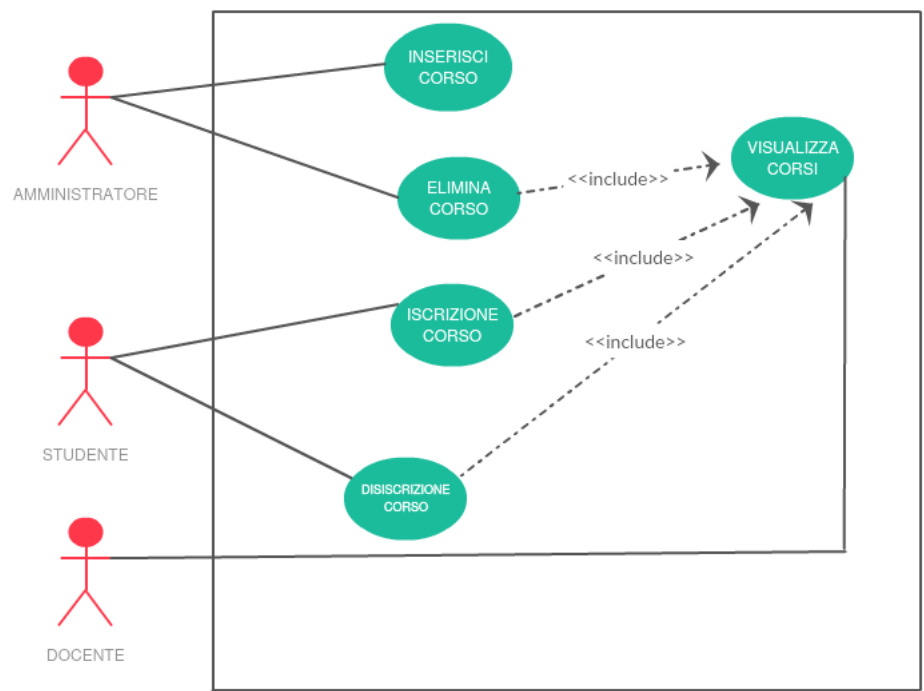 INSERISCI
CORSO
AMMINISTRATORE
ELIMINA
CORSO
<<include>>
VISUALIZZA
CORSI
<<include>>
ISCRIZIONE
CORSO
<<include>>
STUDENTE
DISISCRIZIONE
CORSO
DOCENTE